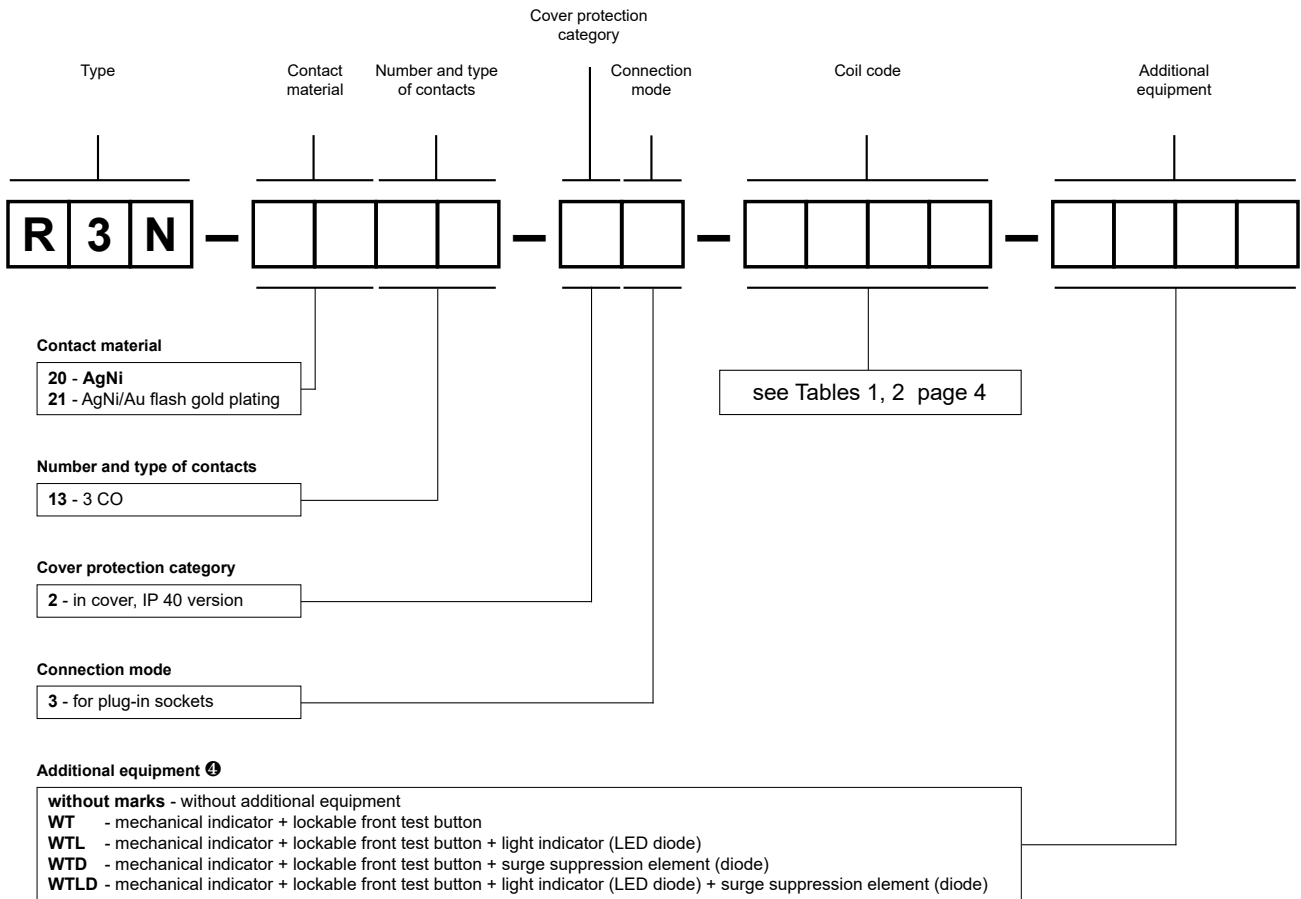 Cover protection
category
Type
Contact
material
Number and type
of contacts
Connection
mode
Coil code
Additional
equipment
R 3 N – – – –
Contact material
20 - AgNi
21 - AgNi/Au flash gold plating
see Tables 1, 2 page 4
Number and type of contacts
13 - 3 CO
Cover protection category
2 - in cover, IP 40 version
Connection mode
3 - for plug-in sockets
Additional equipment ❹
without marks - without additional equipment
WT - mechanical indicator + lockable front test button
WTL - mechanical indicator + lockable front test button + light indicator (LED diode)
WTD - mechanical indicator + lockable front test button + surge suppression element (diode)
WTLD - mechanical indicator + lockable front test button + light indicator (LED diode) + surge suppression element (diode)